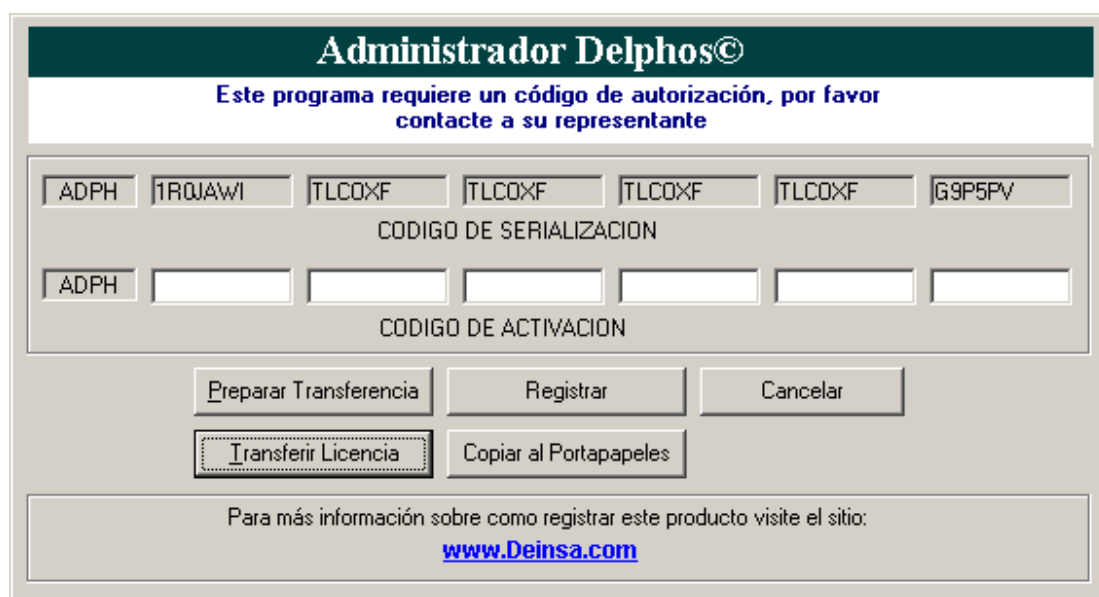 Administrador Delphos©
Este programa requiere un código de autorización, por favor
contacte a su representante
ADPH 1R0JAWI TLCOXF TLCOXF TLCOXF TLCOXF G9P5PV
CODIGO DE SERIALIZACION
ADPH
CODIGO DE ACTIVACION
Preparar Transferencia Registrar Cancelar
Transferir Licencia Copiar al Portapapeles
Para más información sobre como registrar este producto visite el sitio:
www.Deinsa.com